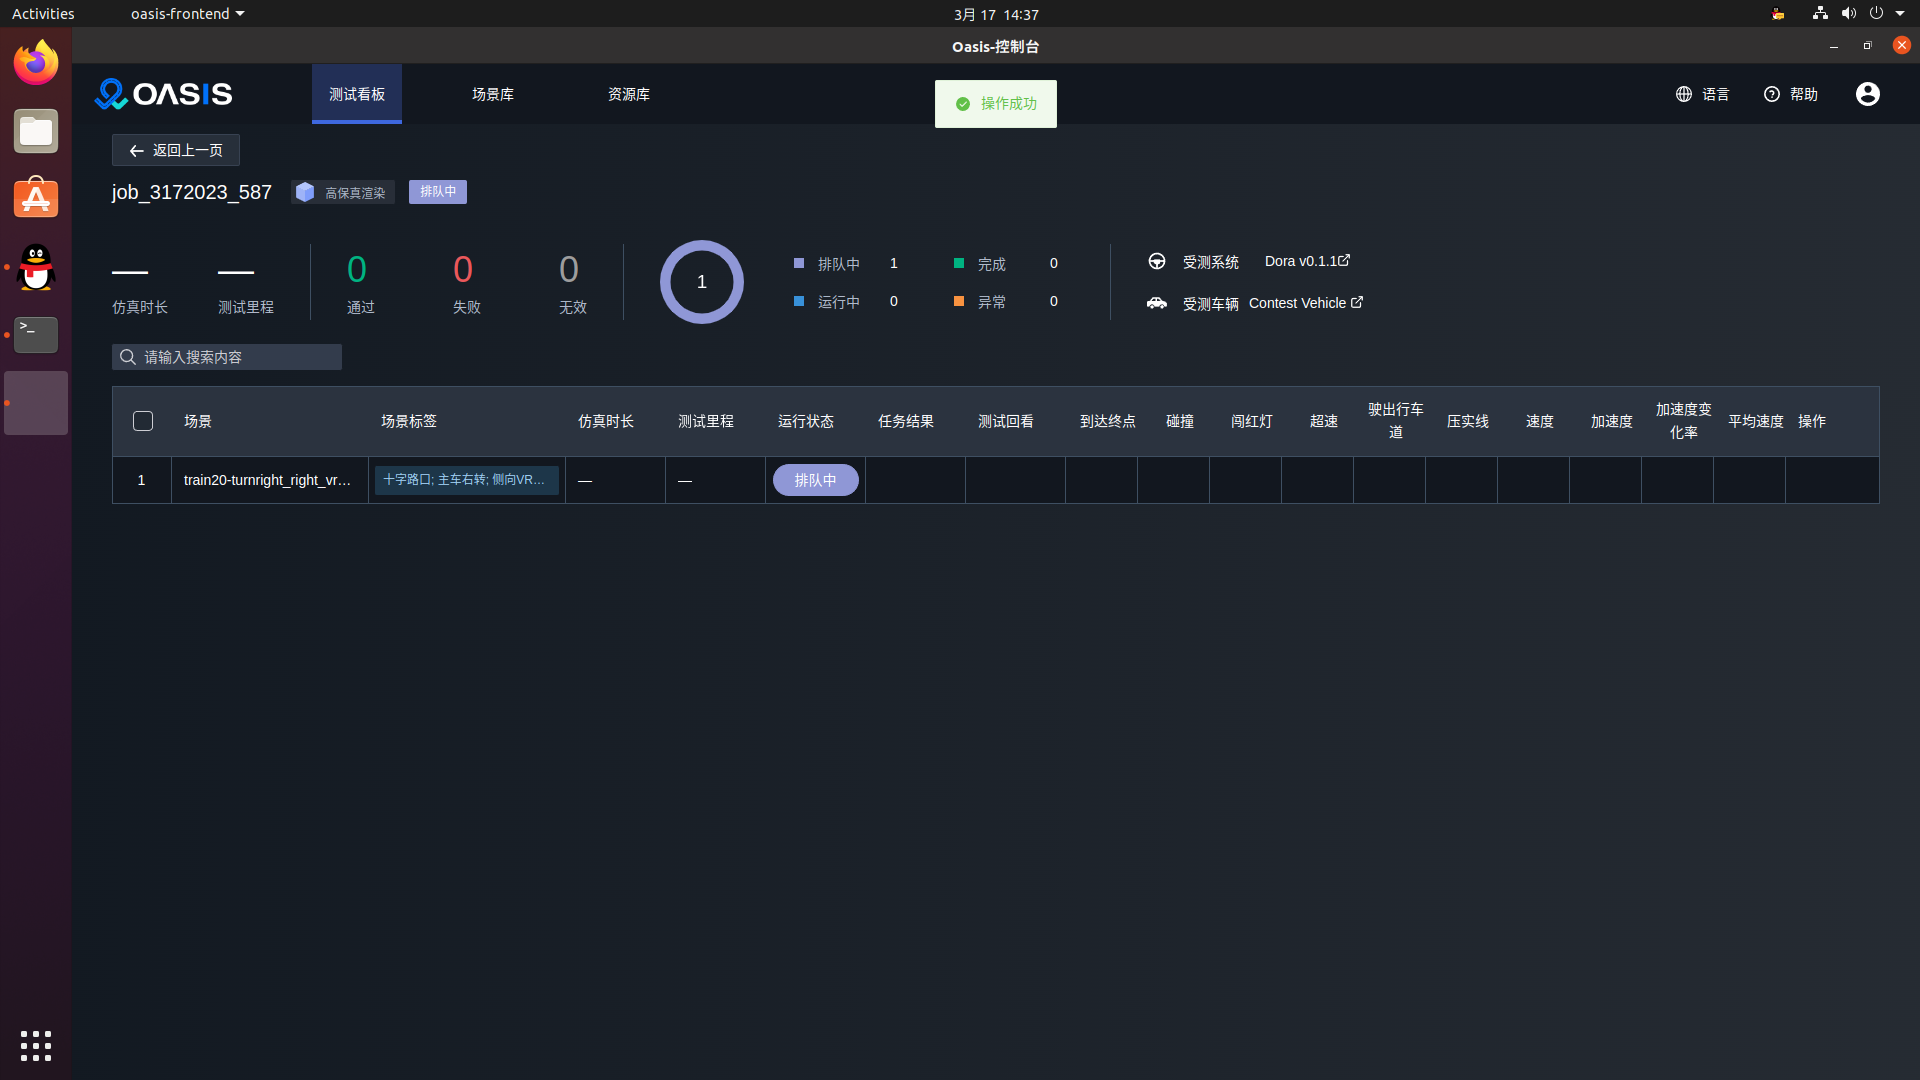 Activities
oasis-frontend
3月 17 14:37
Oasis-控制台
OASIS
测试看板
场景库
资源库
操作成功
语言
帮助
返回上一页
job_3172023_587
高保真渲染
排队中
—
仿真时长
—
测试里程
0
通过
0
失败
0
无效
1
排队中 1
完成 0
运行中 0
异常 0
受测系统 Dora v0.1.1
受测车辆 Contest Vehicle
请输入搜索内容
场景 场景标签 仿真时长 测试里程 运行状态 任务结果 测试回看 到达终点 碰撞 闯红灯 超速 驶出行车道 压实线 速度 加速度 加速度变化率 平均速度 操作
1 train20-turnright_right_vr… 十字路口; 主车右转; 侧向VR… — — 排队中
>_